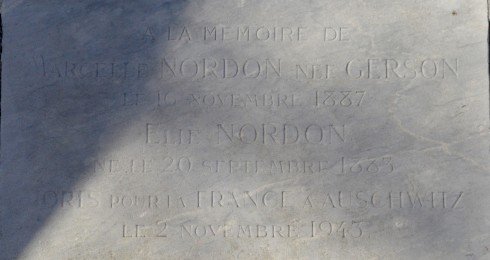 A LA MEMOIRE DE
MARCELLE NORDON NEE GERSON
LE 16 NOVEMBRE 1887
ELIE NORDON
NE LE 20 SEPTEMBRE 1885
MORTS POUR LA FRANCE A AUSCHWITZ
LE 2 NOVEMBRE 1943